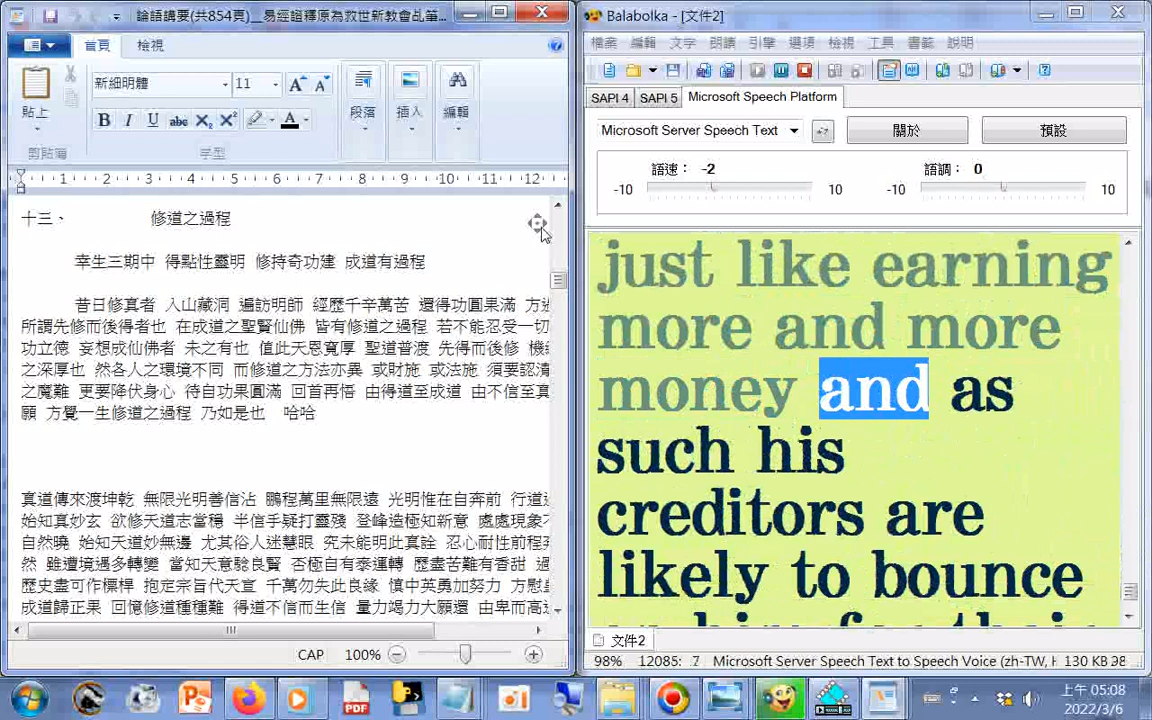 論語講要(共854頁)__易經證釋原為救世新教會乩筆...
首頁
檢視
新細明體
11
貼上
B I U abc X₂ X²
A
段落
插入
編輯
剪貼簿
字型
1 2 3 4 5 6 7 8 9 10 11 12
十三、 修道之過程
幸生三期中 得點性靈明 修持奇功建 成道有過程
昔日修真者 入山藏洞 遍訪明師 經歷千辛萬苦 還得功圓果滿 方
所謂先修而後得者也 在成道之聖賢仙佛 皆有修道之過程 若不能忍受一切
功立德 妄想成仙佛者 未之有也 值此天恩寬厚 聖道普渡 先得而後修
之深厚也 然各人之環境不同 而修道之方法亦異 或財施 或法施 須要認清
之魔難 更要降伏身心 待自功果圓滿 回首再悟 由得道至成道 由不信至真
願 方覺一生修道之過程 乃如是也 哈哈
真道傳來渡坤乾 無限光明善信沾 鵬程萬里無限遠 光明惟在自奔前 行道
始知真妙玄 欲修天道志當穩 半信乎疑打靈殘 登峰造極知新意 處處現象
自然曉 始知天道妙無邊 尤其俗人迷慧眼 究未能明此真詮 忍心耐性前程
然 雖遭境遇多轉變 當知天意驗良賢 否極自有泰運轉 歷盡苦難有香甜
歷史盡可作標桿 抱定宗旨代天宣 千萬勿失此良緣 慎中英勇加努力 方慰
成道歸正果 回憶修道種種難 得道不信而生信 量力竭力大願還 由卑而高
CAP 100%
Balabolka - [文件2]
檔案 編輯 文字 朗讀 引擎 選項 檢視 工具 書籤 說明
SAPI 4 SAPI 5 Microsoft Speech Platform
Microsoft Server Speech Text
關於
預設
語速： -2
語調： 0
-10 10 -10 10
just like earning
more and more
money and as
such his
creditors are
likely to bounce
文件2
98% 12085: 7 Microsoft Server Speech Text to Speech Voice (zh-TW, 130 KB
上午 05:08
2022/3/6